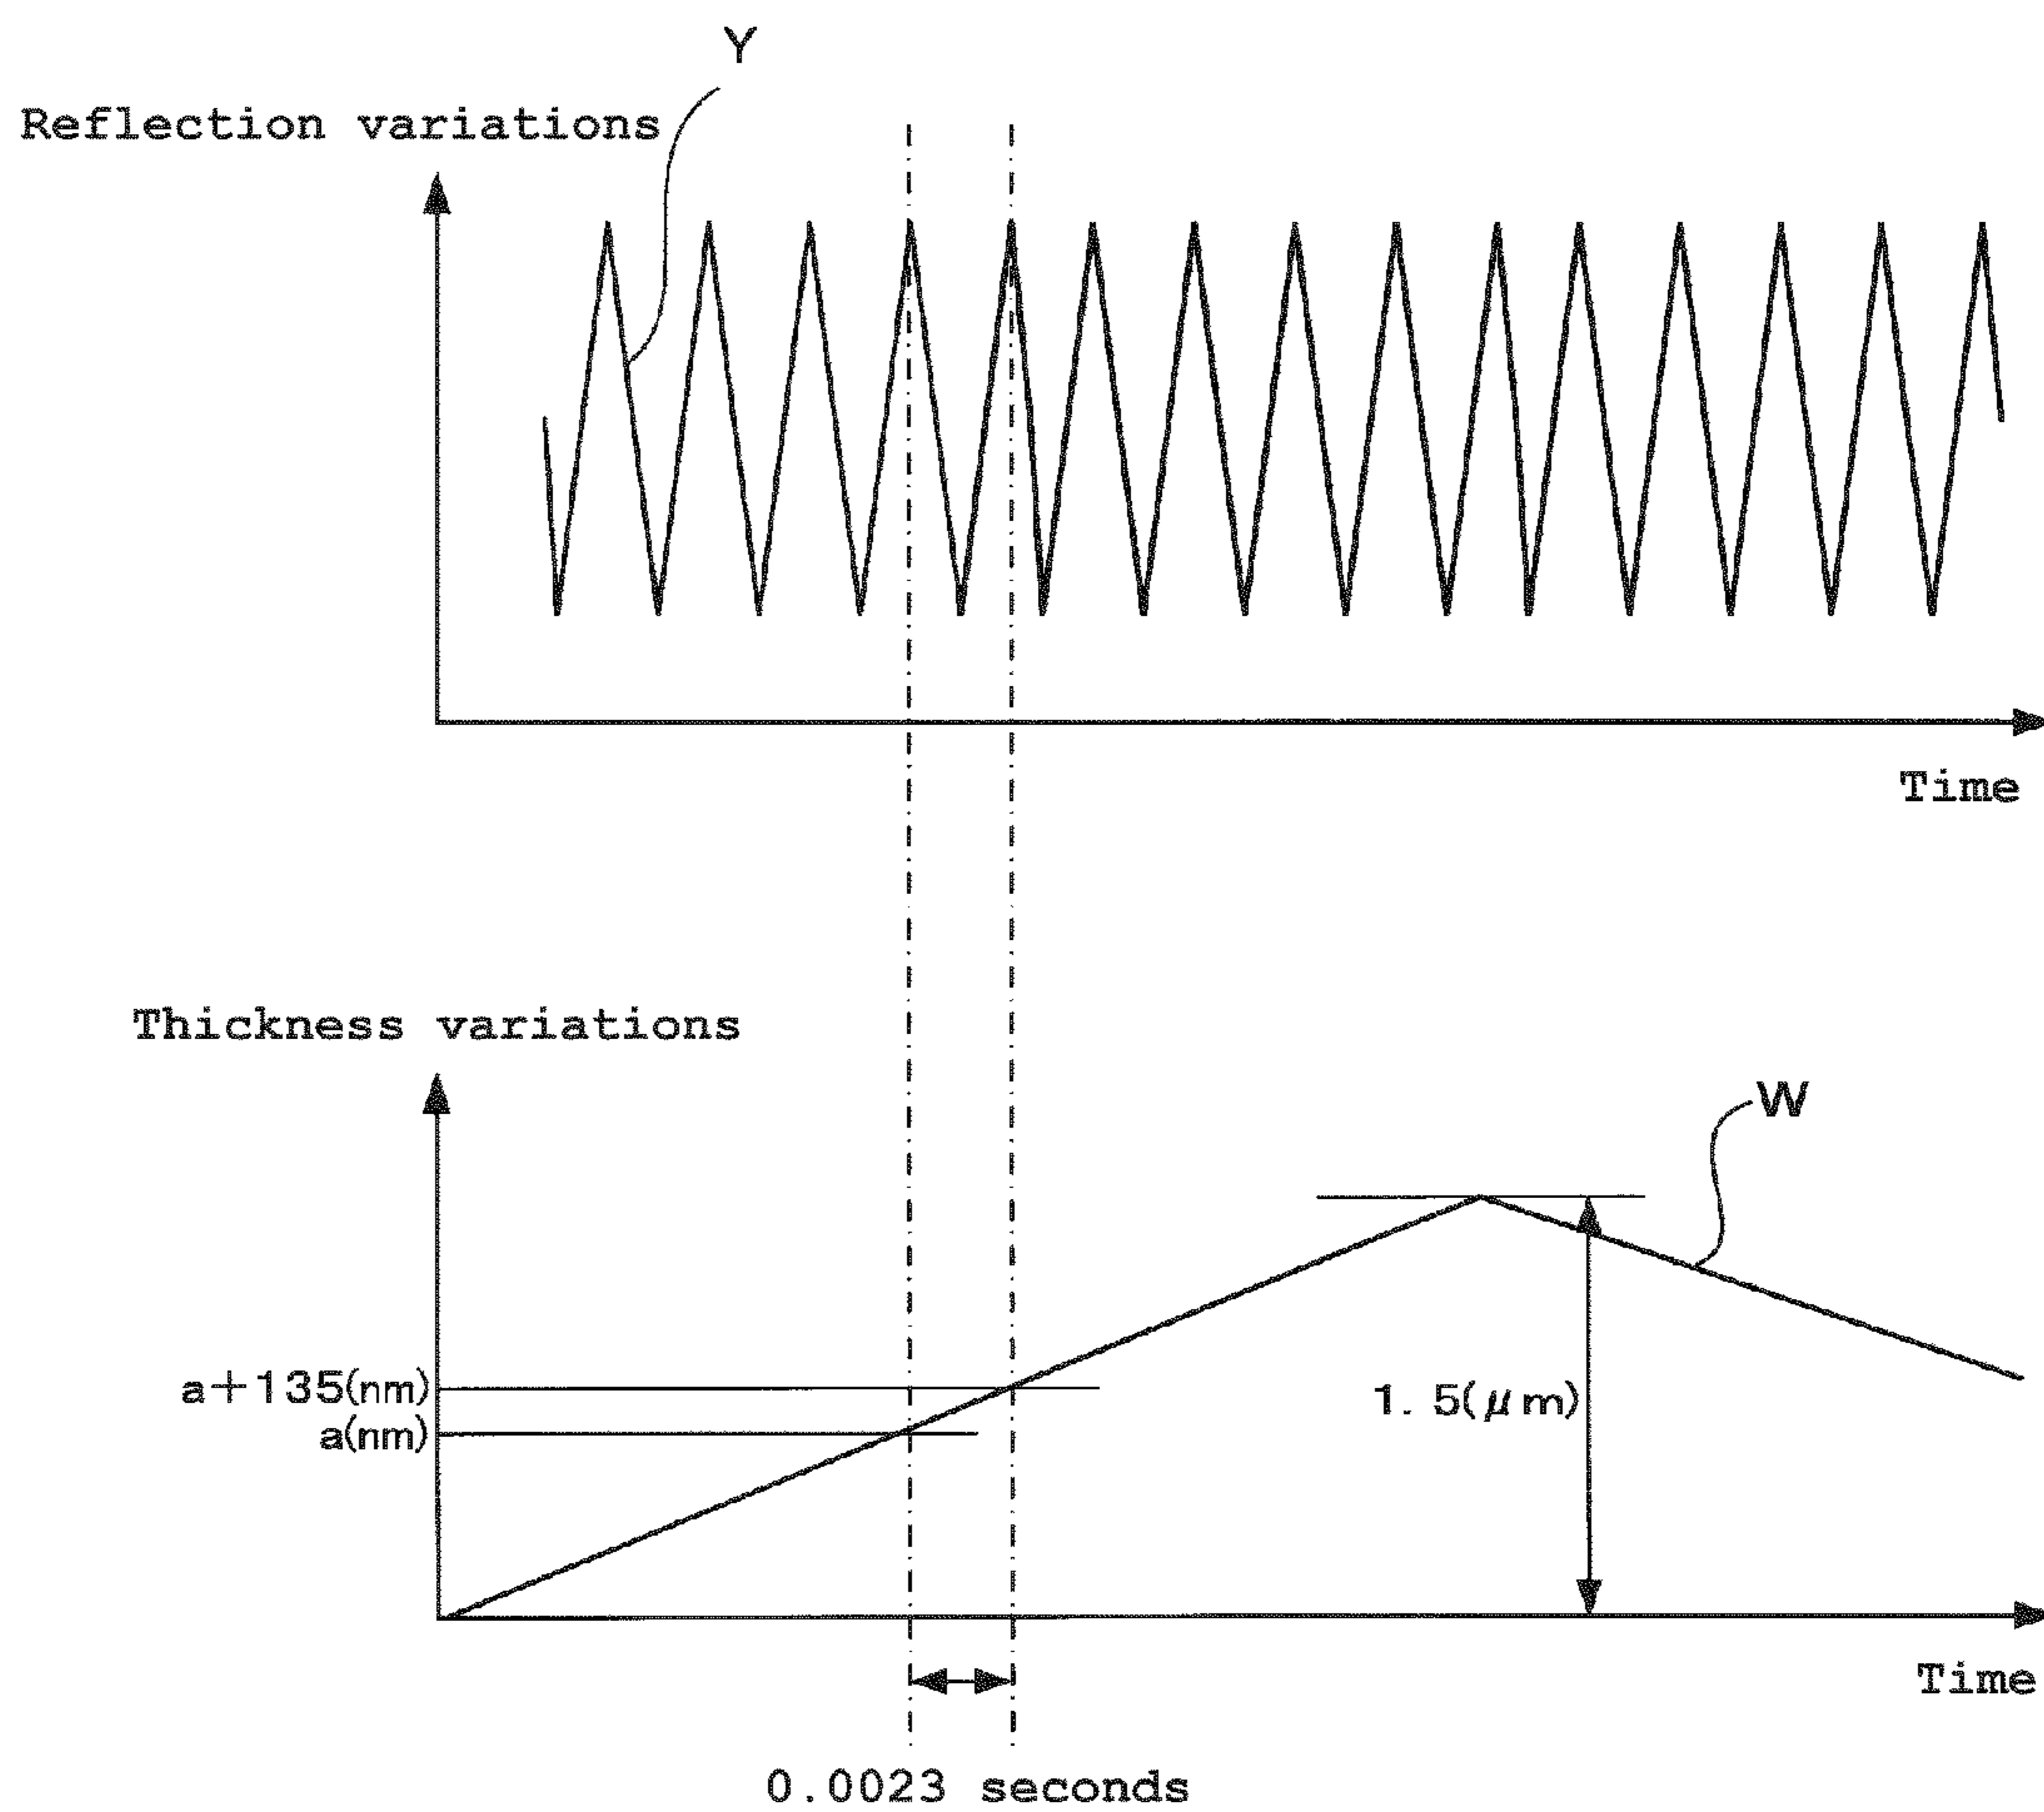 Y
Reflection variations
Time
Thickness variations
W
a+135(nm)
a(nm)
1. 5(μm)
Time
0.0023 seconds